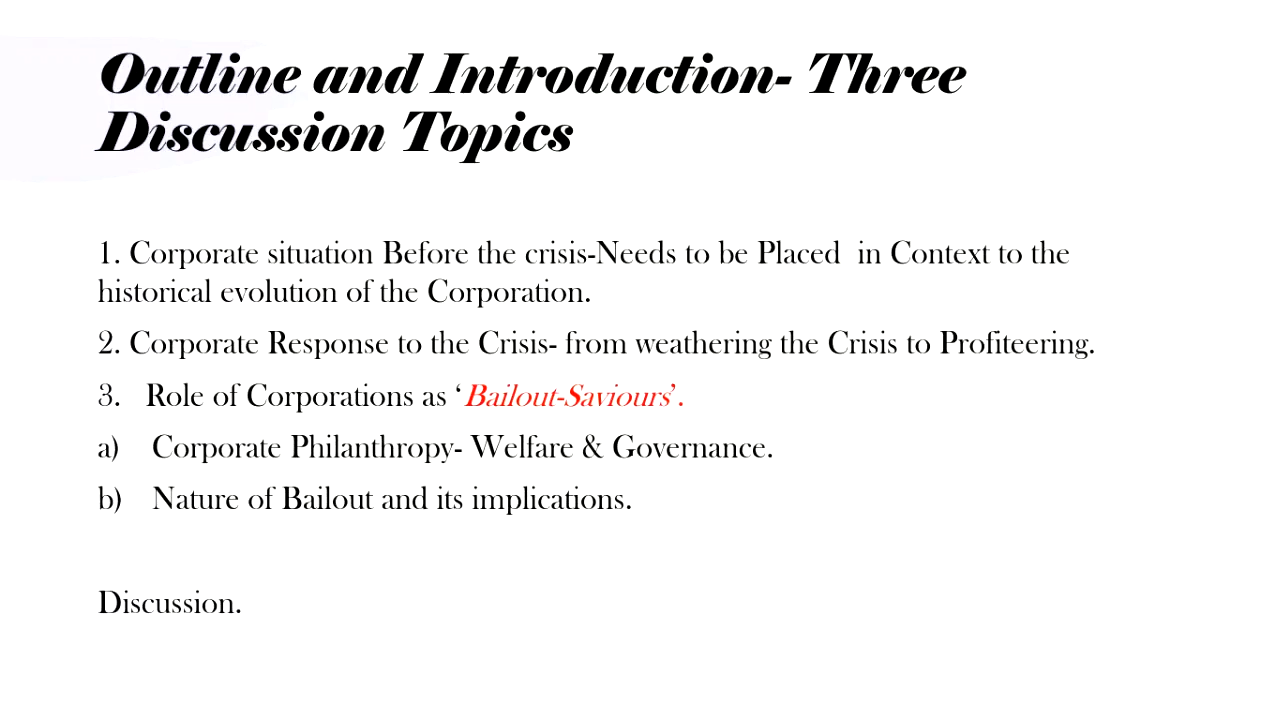 Outline and Introduction- Three
Discussion Topics
1. Corporate situation Before the crisis-Needs to be Placed  in Context to the
historical evolution of the Corporation.
2. Corporate Response to the Crisis- from weathering the Crisis to Profiteering.
3.   Role of Corporations as ‘Bailout-Saviours’.
a)    Corporate Philanthropy- Welfare & Governance.
b)    Nature of Bailout and its implications.
Discussion.